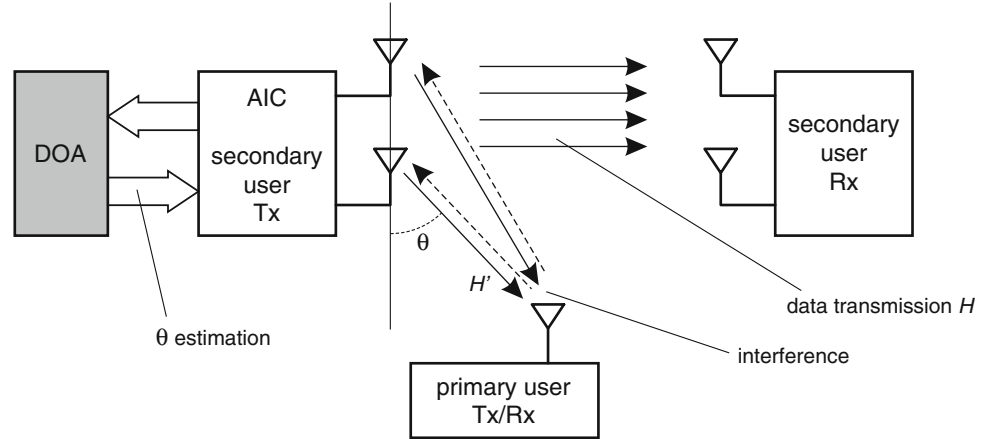 AIC
DOA
secondary
user
Tx
secondary
user
Rx
θ
H'
data transmission H
θ estimation
interference
primary user
Tx/Rx